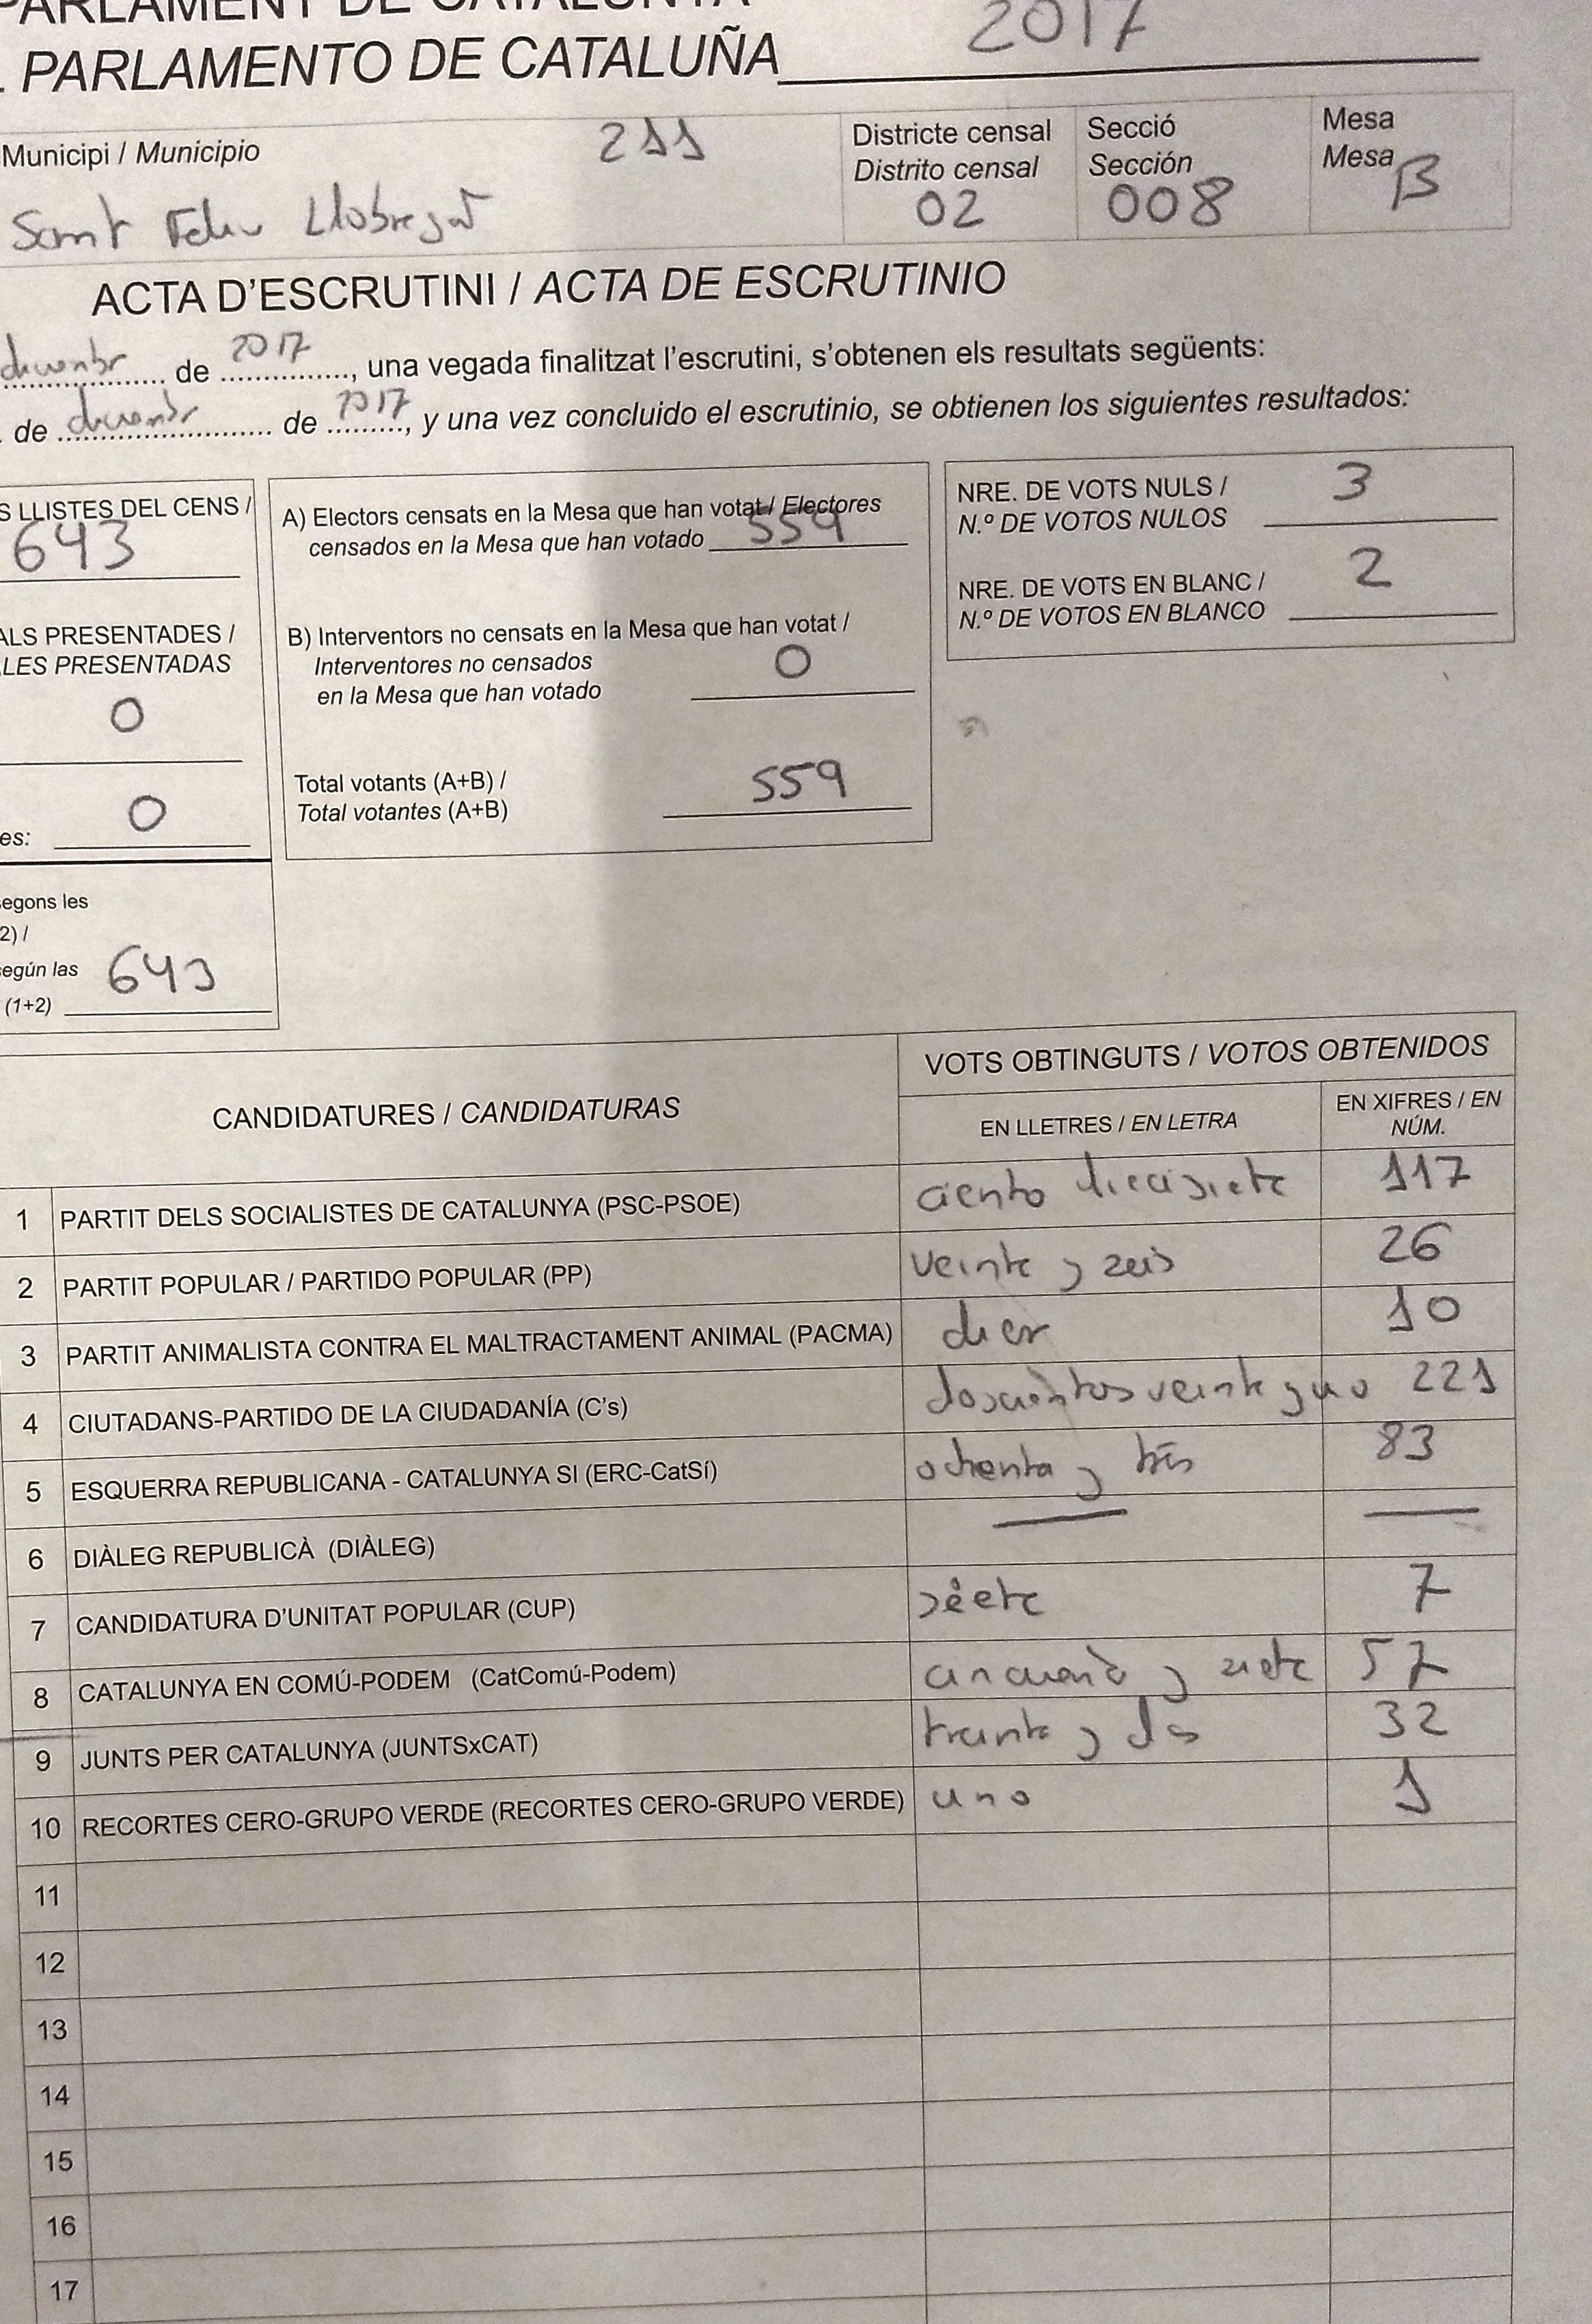 PARLAMENT DE CATALUNYA
PARLAMENTO DE CATALUÑA 2017
Municipi / Municipio 211
Sant Feliu Llobregat
Districte censal
Distrito censal
02
Secció
Sección
008
Mesa
Mesa
B
ACTA D'ESCRUTINI / ACTA DE ESCRUTINIO
de 2017, una vegada finalitzat l'escrutini, s'obtenen els resultats següents:
de de 2017, y una vez concluido el escrutinio, se obtienen los siguientes resultados:
S LLISTES DEL CENS /
643
ALS PRESENTADES /
LES PRESENTADAS
0
es: 0
segons les
2) /
según las 643
(1+2)
A) Electors censats en la Mesa que han votat / Electores
censados en la Mesa que han votado 559
B) Interventors no censats en la Mesa que han votat /
Interventores no censados
en la Mesa que han votado 0
Total votants (A+B) /
Total votantes (A+B) 559
NRE. DE VOTS NULS / 3
N.º DE VOTOS NULOS
NRE. DE VOTS EN BLANC / 2
N.º DE VOTOS EN BLANCO
CANDIDATURES / CANDIDATURAS
VOTS OBTINGUTS / VOTOS OBTENIDOS
EN LLETRES / EN LETRA
EN XIFRES / EN
NÚM.
1 PARTIT DELS SOCIALISTES DE CATALUNYA (PSC-PSOE) ciento diecisiete 117
2 PARTIT POPULAR / PARTIDO POPULAR (PP) veinte y zeis 26
3 PARTIT ANIMALISTA CONTRA EL MALTRACTAMENT ANIMAL (PACMA) diez 10
4 CIUTADANS-PARTIDO DE LA CIUDADANÍA (C's) doscientos veinte y uno 221
5 ESQUERRA REPUBLICANA - CATALUNYA SI (ERC-CatSí) ochenta y tres 83
6 DIÀLEG REPUBLICÀ (DIÀLEG) — —
7 CANDIDATURA D'UNITAT POPULAR (CUP) siete 7
8 CATALUNYA EN COMÚ-PODEM (CatComú-Podem) cincuenta y ziete 57
9 JUNTS PER CATALUNYA (JUNTSxCAT) treinta y dos 32
10 RECORTES CERO-GRUPO VERDE (RECORTES CERO-GRUPO VERDE) uno 1
11
12
13
14
15
16
17